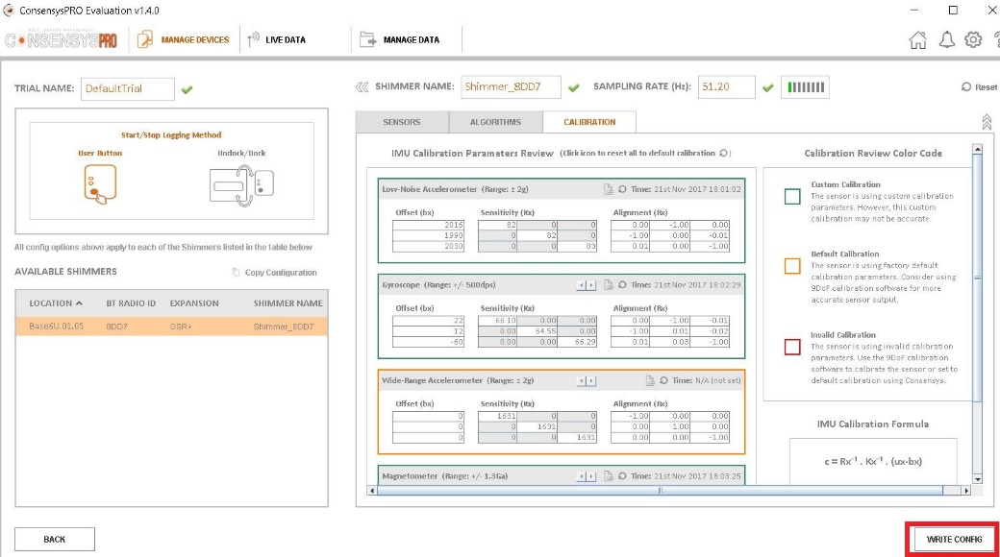 ConsensysPRO Evaluation v1.4.0
CONSENSYSPRO
MANAGE DEVICES
LIVE DATA
MANAGE DATA
TRIAL NAME: DefaultTrial
SHIMMER NAME: Shimmer_8DD7
SAMPLING RATE (Hz): 51.20
Reset
Start/Stop Logging Method
User Button
Undock/Dock
All config options above apply to each of the Shimmers listed in the table below
AVAILABLE SHIMMERS
Copy Configuration
LOCATION BT RADIO ID EXPANSION SHIMMER NAME
Base6U.01.05 8DD7 GSR+ Shimmer_8DD7
SENSORS
ALGORITHMS
CALIBRATION
IMU Calibration Parameters Review (Click icon to reset all to default calibration )
Low-Noise Accelerometer (Range: ± 2g) Time: 21st Nov 2017 18:01:02
Offset (bx) Sensitivity (Kx) Alignment (Rx)
2016 82 0 0 0.00 -1.00 0.00
1990 0 82 0 -1.00 0.00 -0.01
2030 0 0 83 0.01 0.00 -1.00
Gyroscope (Range: +/- 500dps) Time: 21st Nov 2017 18:02:29
Offset (bx) Sensitivity (Kx) Alignment (Rx)
22 66.10 0.00 0.00 0.00 -1.00 -0.01
12 0.00 64.55 0.00 -1.00 0.01 -0.02
-60 0.00 0.00 66.29 0.01 0.03 -1.00
Wide-Range Accelerometer (Range: ± 2g) Time: N/A (not set)
Offset (bx) Sensitivity (Kx) Alignment (Rx)
0 1631 0 0 -1.00 0.00 0.00
0 0 1631 0 0.00 1.00 0.00
0 0 0 1631 0.00 0.00 -1.00
Magnetometer (Range: +/- 1.3Ga) Time: 21st Nov 2017 18:03:25
Calibration Review Color Code
Custom Calibration
The sensor is using custom calibration
parameters. However, this custom
calibration may not be accurate.
Default Calibration
The sensor is using factory default
calibration parameters. Consider using
9DoF calibration software for more
accurate sensor output.
Invalid Calibration
The sensor is using invalid calibration
parameters. Use the 9DoF calibration
software to calbrate the sensor or set to
default calibration using Consensys.
IMU Calibration Formula
c = Rx⁻¹ . Kx⁻¹ . (ux-bx)
BACK
WRITE CONFIG